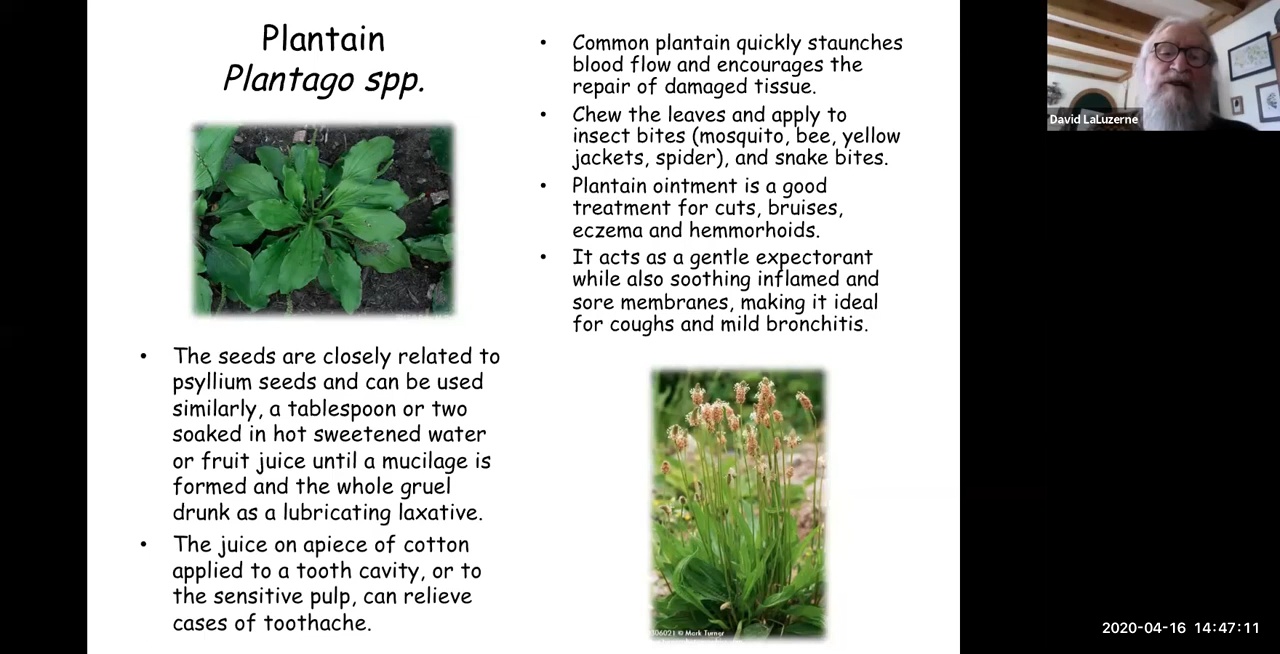 Plantain
Plantago spp.
• The seeds are closely related to
psyllium seeds and can be used
similarly, a tablespoon or two
soaked in hot sweetened water
or fruit juice until a mucilage is
formed and the whole gruel
drunk as a lubricating laxative.
• The juice on apiece of cotton
applied to a tooth cavity, or to
the sensitive pulp, can relieve
cases of toothache.
• Common plantain quickly staunches
blood flow and encourages the
repair of damaged tissue.
• Chew the leaves and apply to
insect bites (mosquito, bee, yellow
jackets, spider), and snake bites.
• Plantain ointment is a good
treatment for cuts, bruises,
eczema and hemmorhoids.
• It acts as a gentle expectorant
while also soothing inflamed and
sore membranes, making it ideal
for coughs and mild bronchitis.
© Mark Turner
David LaLuzerne
2020-04-16 14:47:11